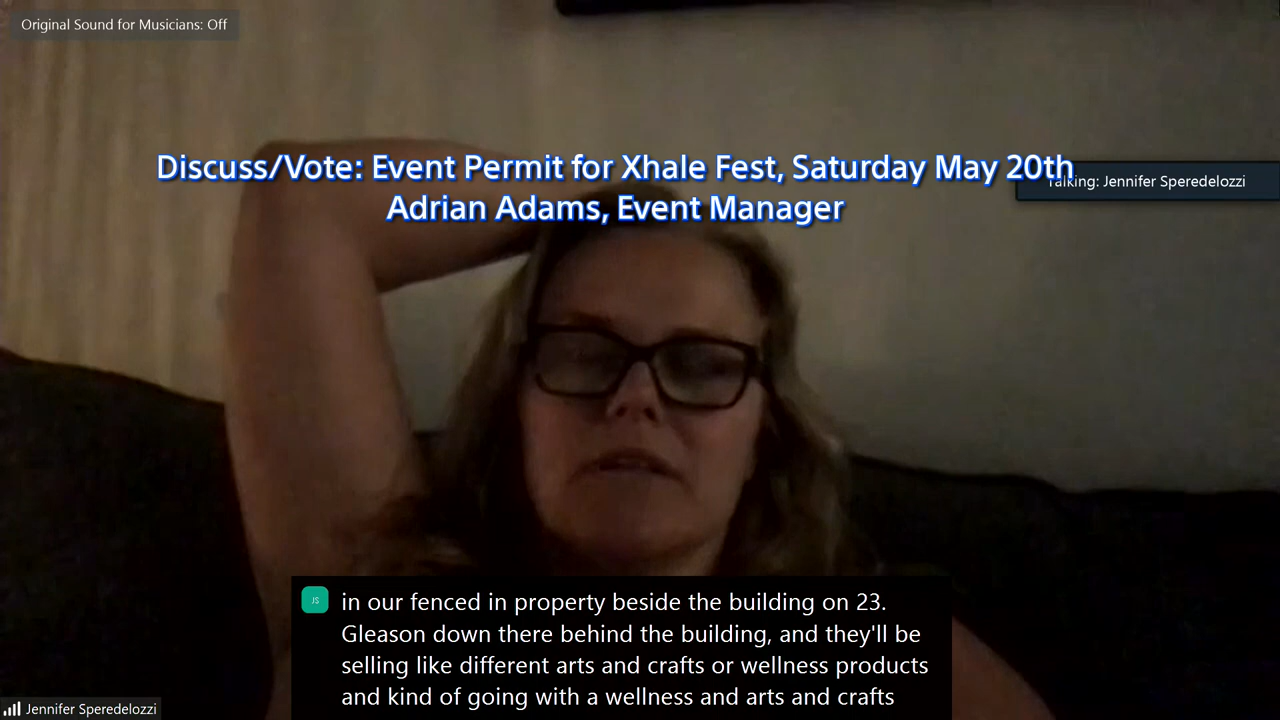 Original Sound for Musicians: Off
Discuss/Vote: Event Permit for Xhale Fest, Saturday May 20th
Talking: Jennifer Speredelozzi
Adrian Adams, Event Manager
JS
in our fenced in property beside the building on 23.
Gleason down there behind the building, and they'll be
selling like different arts and crafts or wellness products
and kind of going with a wellness and arts and crafts
Jennifer Speredelozzi